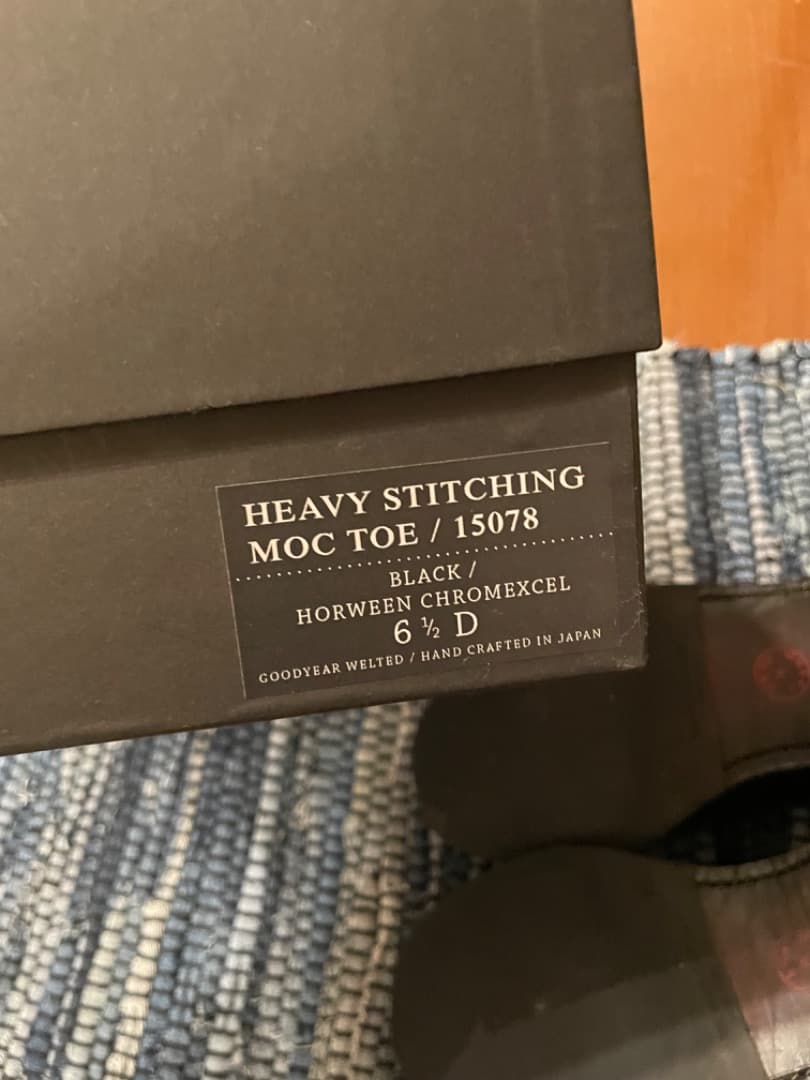 HEAVY STITCHING
MOC TOE / 15078
BLACK /
HORWEEN CHROMEXCEL
6 ½ D
GOODYEAR WELTED / HAND CRAFTED IN JAPAN